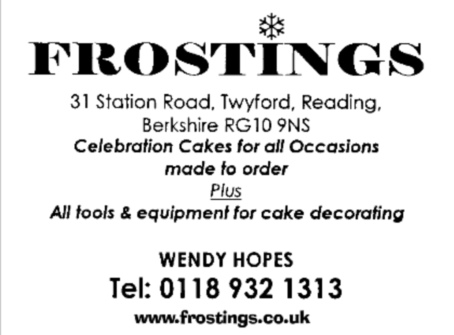 FROSTINGS
31 Station Road, Twyford, Reading,
Berkshire RG10 9NS
Celebration Cakes for all Occasions
made to order
Plus
All tools & equipment for cake decorating
WENDY HOPES
Tel: 0118 932 1313
www.frostings.co.uk